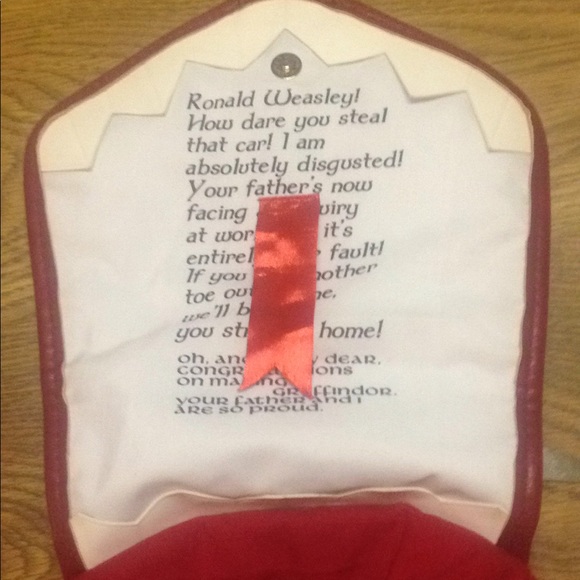 Ronald Weasley!
How dare you steal
that car! I am
absolutely disgusted!
Your father's now
facing
at it's
fault!
If you
toe
we'll
you home!
oh, dear,
on
your father and I
are so proud.